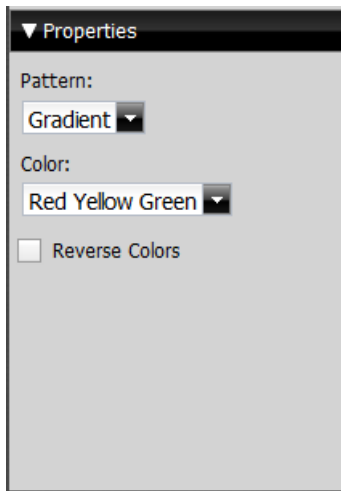 Properties
Pattern:
Gradient
Color:
Red Yellow Green
Reverse Colors